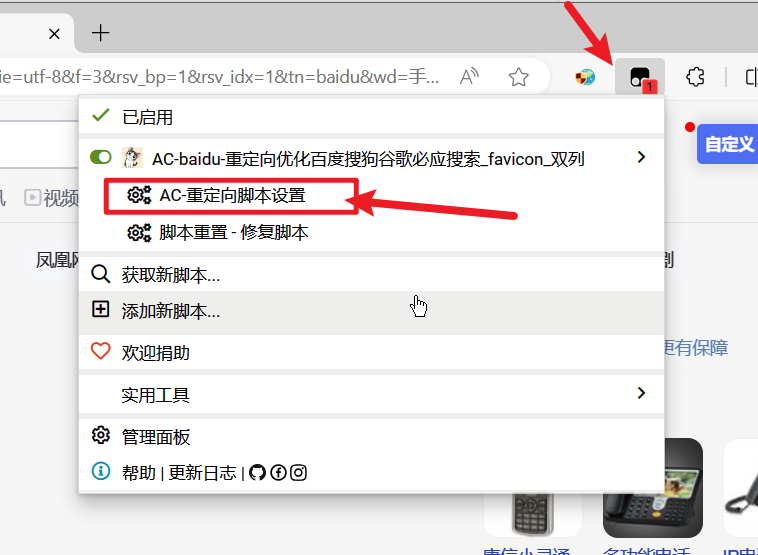 ie=utf-8&f=3&rsv_bp=1&rsv_idx=1&tn=baidu&wd=手...
1
已启用
自定义
AC-baidu-重定向优化百度搜狗谷歌必应搜索_favicon_双列
AC-重定向脚本设置
视频
脚本重置 - 修复脚本
凤凰网
获取新脚本...
添加新脚本...
更有保障
欢迎捐助
实用工具
管理面板
帮助 | 更新日志 |